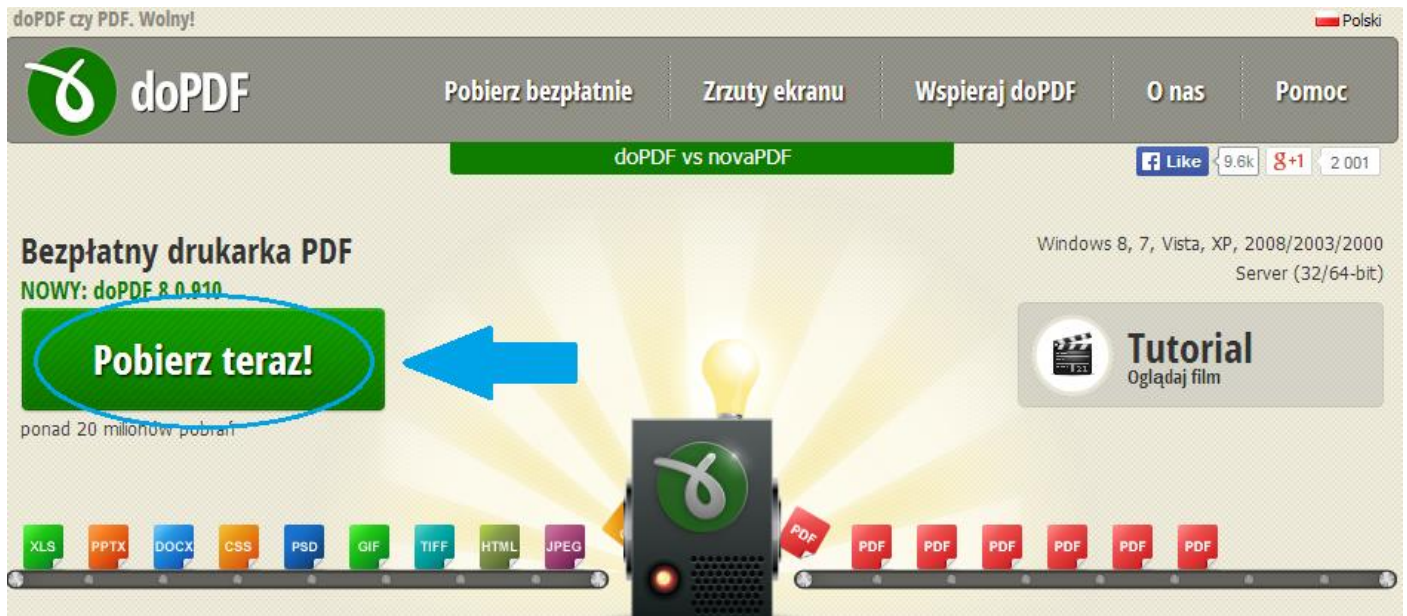 doPDF czy PDF. Wolny!
Polski
doPDF
Pobierz bezpłatnie
Zrzuty ekranu
Wspieraj doPDF
O nas
Pomoc
doPDF vs novaPDF
Like
9.6k
g+1
2 001
Bezpłatny drukarka PDF
NOWY: doPDF 8.0.910
Windows 8, 7, Vista, XP, 2008/2003/2000
Server (32/64-bit)
Pobierz teraz!
Tutorial
Oglądaj film
ponad 20 milionów pobrań
XLS
PPTX
DOCX
CSS
PSD
GIF
TIFF
HTML
JPEG
PDF
PDF
PDF
PDF
PDF
PDF
PDF